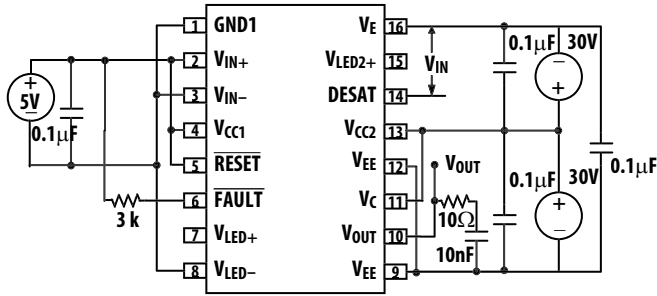 1 GND1
2 VIN+
3 VIN–
4 VCC1
5 RESET
6 FAULT
7 VLED+
8 VLED–
VE 16
VLED2+ 15
DESAT 14
VCC2 13
VEE 12
VC 11
VOUT 10
VEE 9
+
5V
–
0.1µF
3 k
VIN
VOUT
10Ω
10nF
0.1µF
30V
–
+
0.1µF
30V
+
–
0.1µF